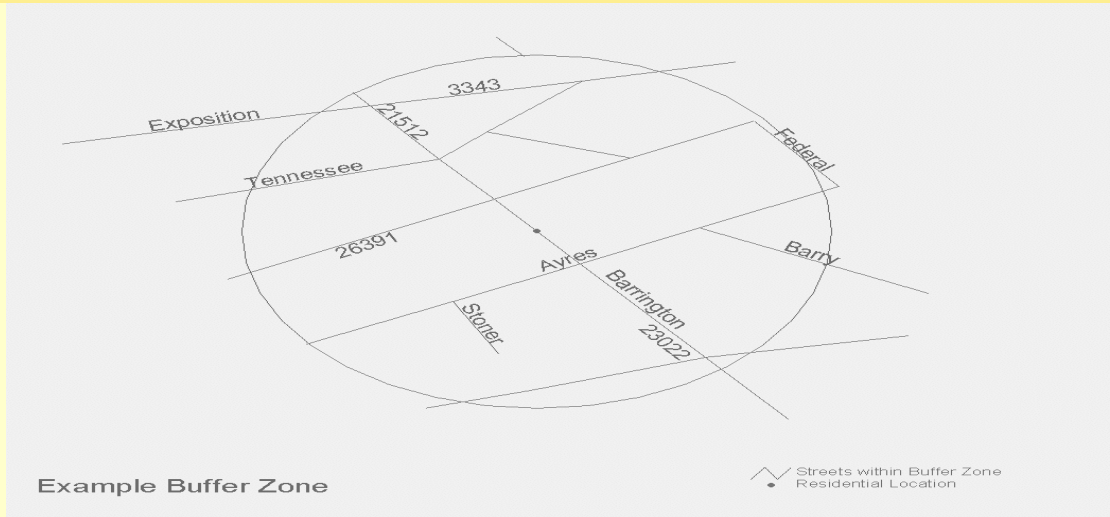 3343
Exposition
21512
Federal
Tennessee
26391
Ayres
Barry
Barrington
Stoner
23022
Streets within Buffer Zone
Residential Location
Example Buffer Zone